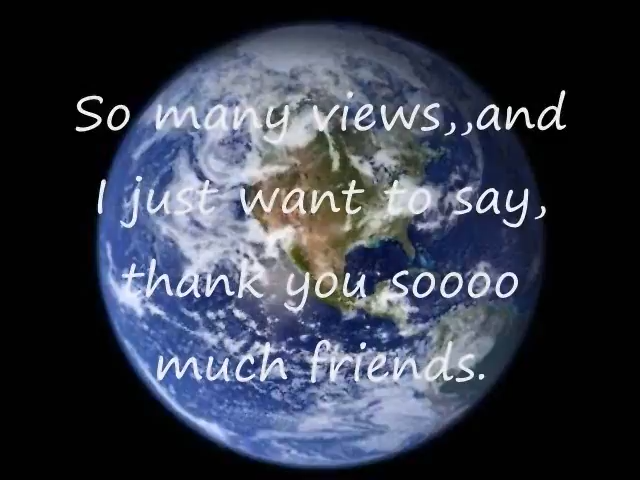 So many views,,and
I just want to say,
thank you soooo
much friends.